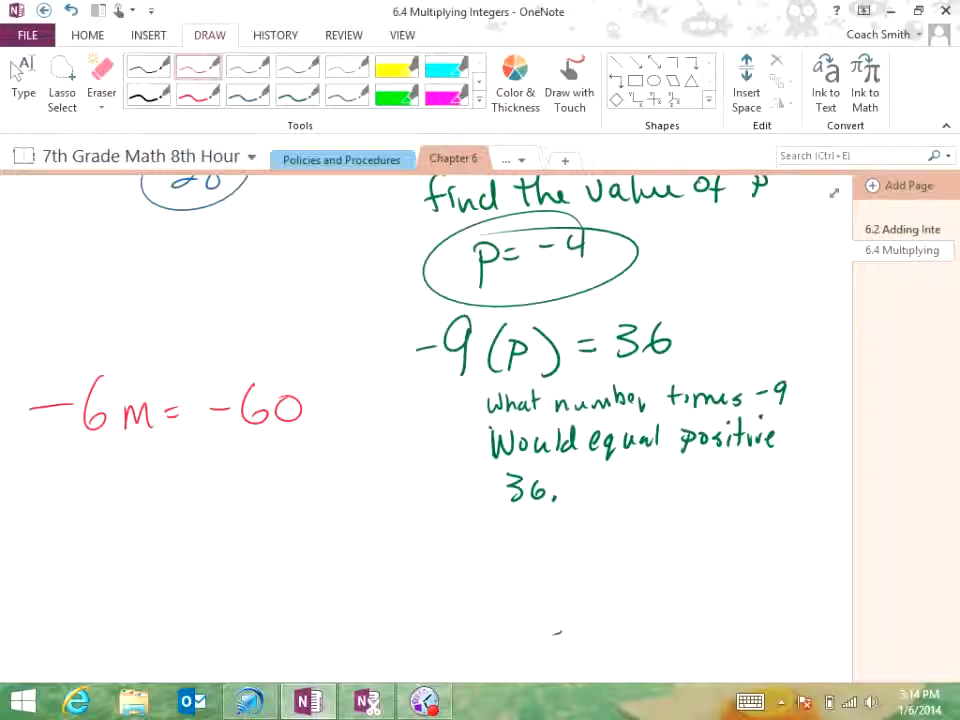 6.4 Multiplying Integers - OneNote
FILE
HOME
INSERT
DRAW
HISTORY
REVIEW
VIEW
Coach Smith
Type
Lasso Select
Eraser
Color & Thickness
Draw with Touch
Insert Space
Ink to Text
Ink to Math
Tools
Shapes
Edit
Convert
7th Grade Math 8th Hour
Policies and Procedures
Chapter 6
...
Search (Ctrl+E)
Add Page
6.2 Adding Inte
6.4 Multiplying
find the value of p
p = -4
-9 (p) = 36
-6m = -60
What number times -9
Would equal positive
36.
3:14 PM
1/6/2014